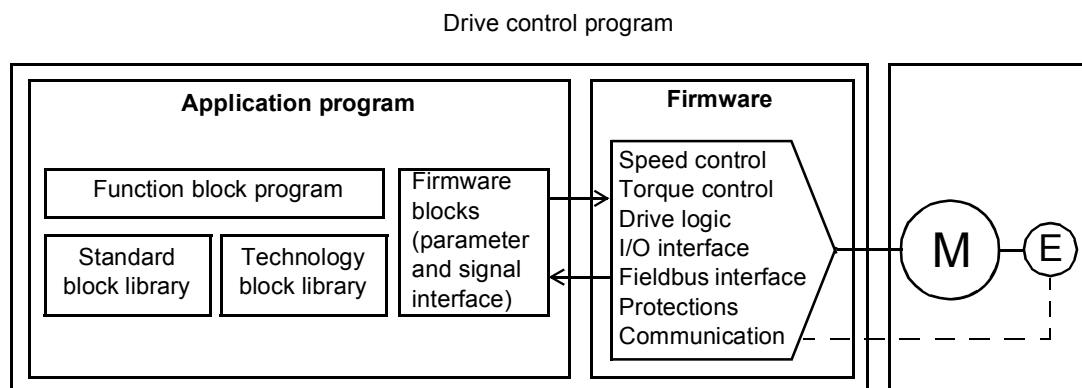 Drive control program
Application program
Function block program
Standard
block library
Technology
block library
Firmware
blocks
(parameter
and signal
interface)
Firmware
Speed control
Torque control
Drive logic
I/O interface
Fieldbus interface
Protections
Communication
M
E